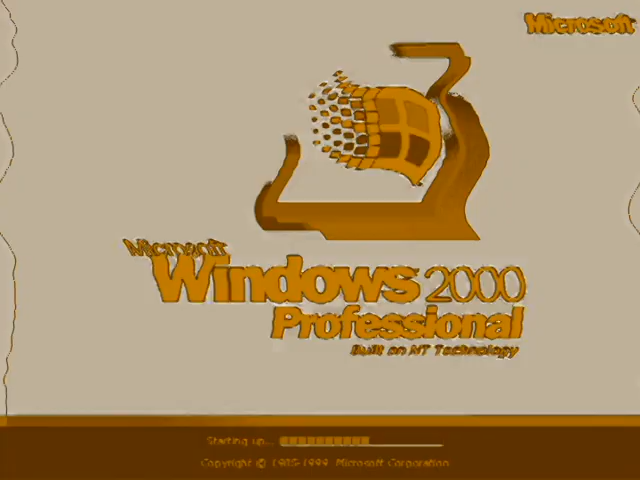 Microsoft
Microsoft
Windows 2000
Professional
Built on NT Technology
Starting up...
Copyright © 1985-1999 Microsoft Corporation